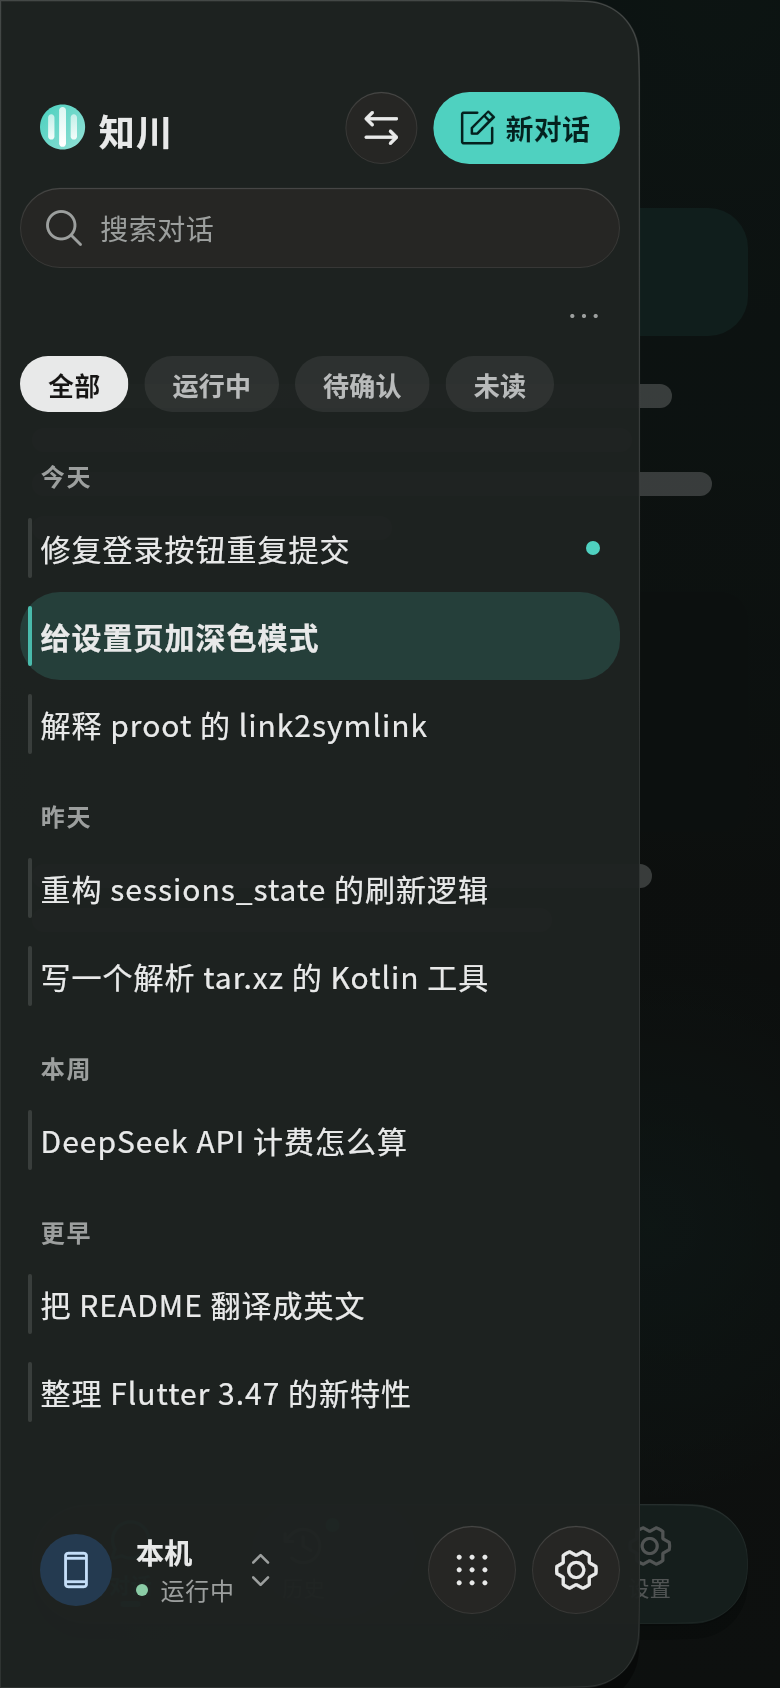 知川
新对话
搜索对话
...
全部
运行中
待确认
未读
今天
修复登录按钮重复提交
给设置页加深色模式
解释 proot 的 link2symlink
昨天
重构 sessions_state 的刷新逻辑
写一个解析 tar.xz 的 Kotlin 工具
本周
DeepSeek API 计费怎么算
更早
把 README 翻译成英文
整理 Flutter 3.47 的新特性
本机
运行中
设置